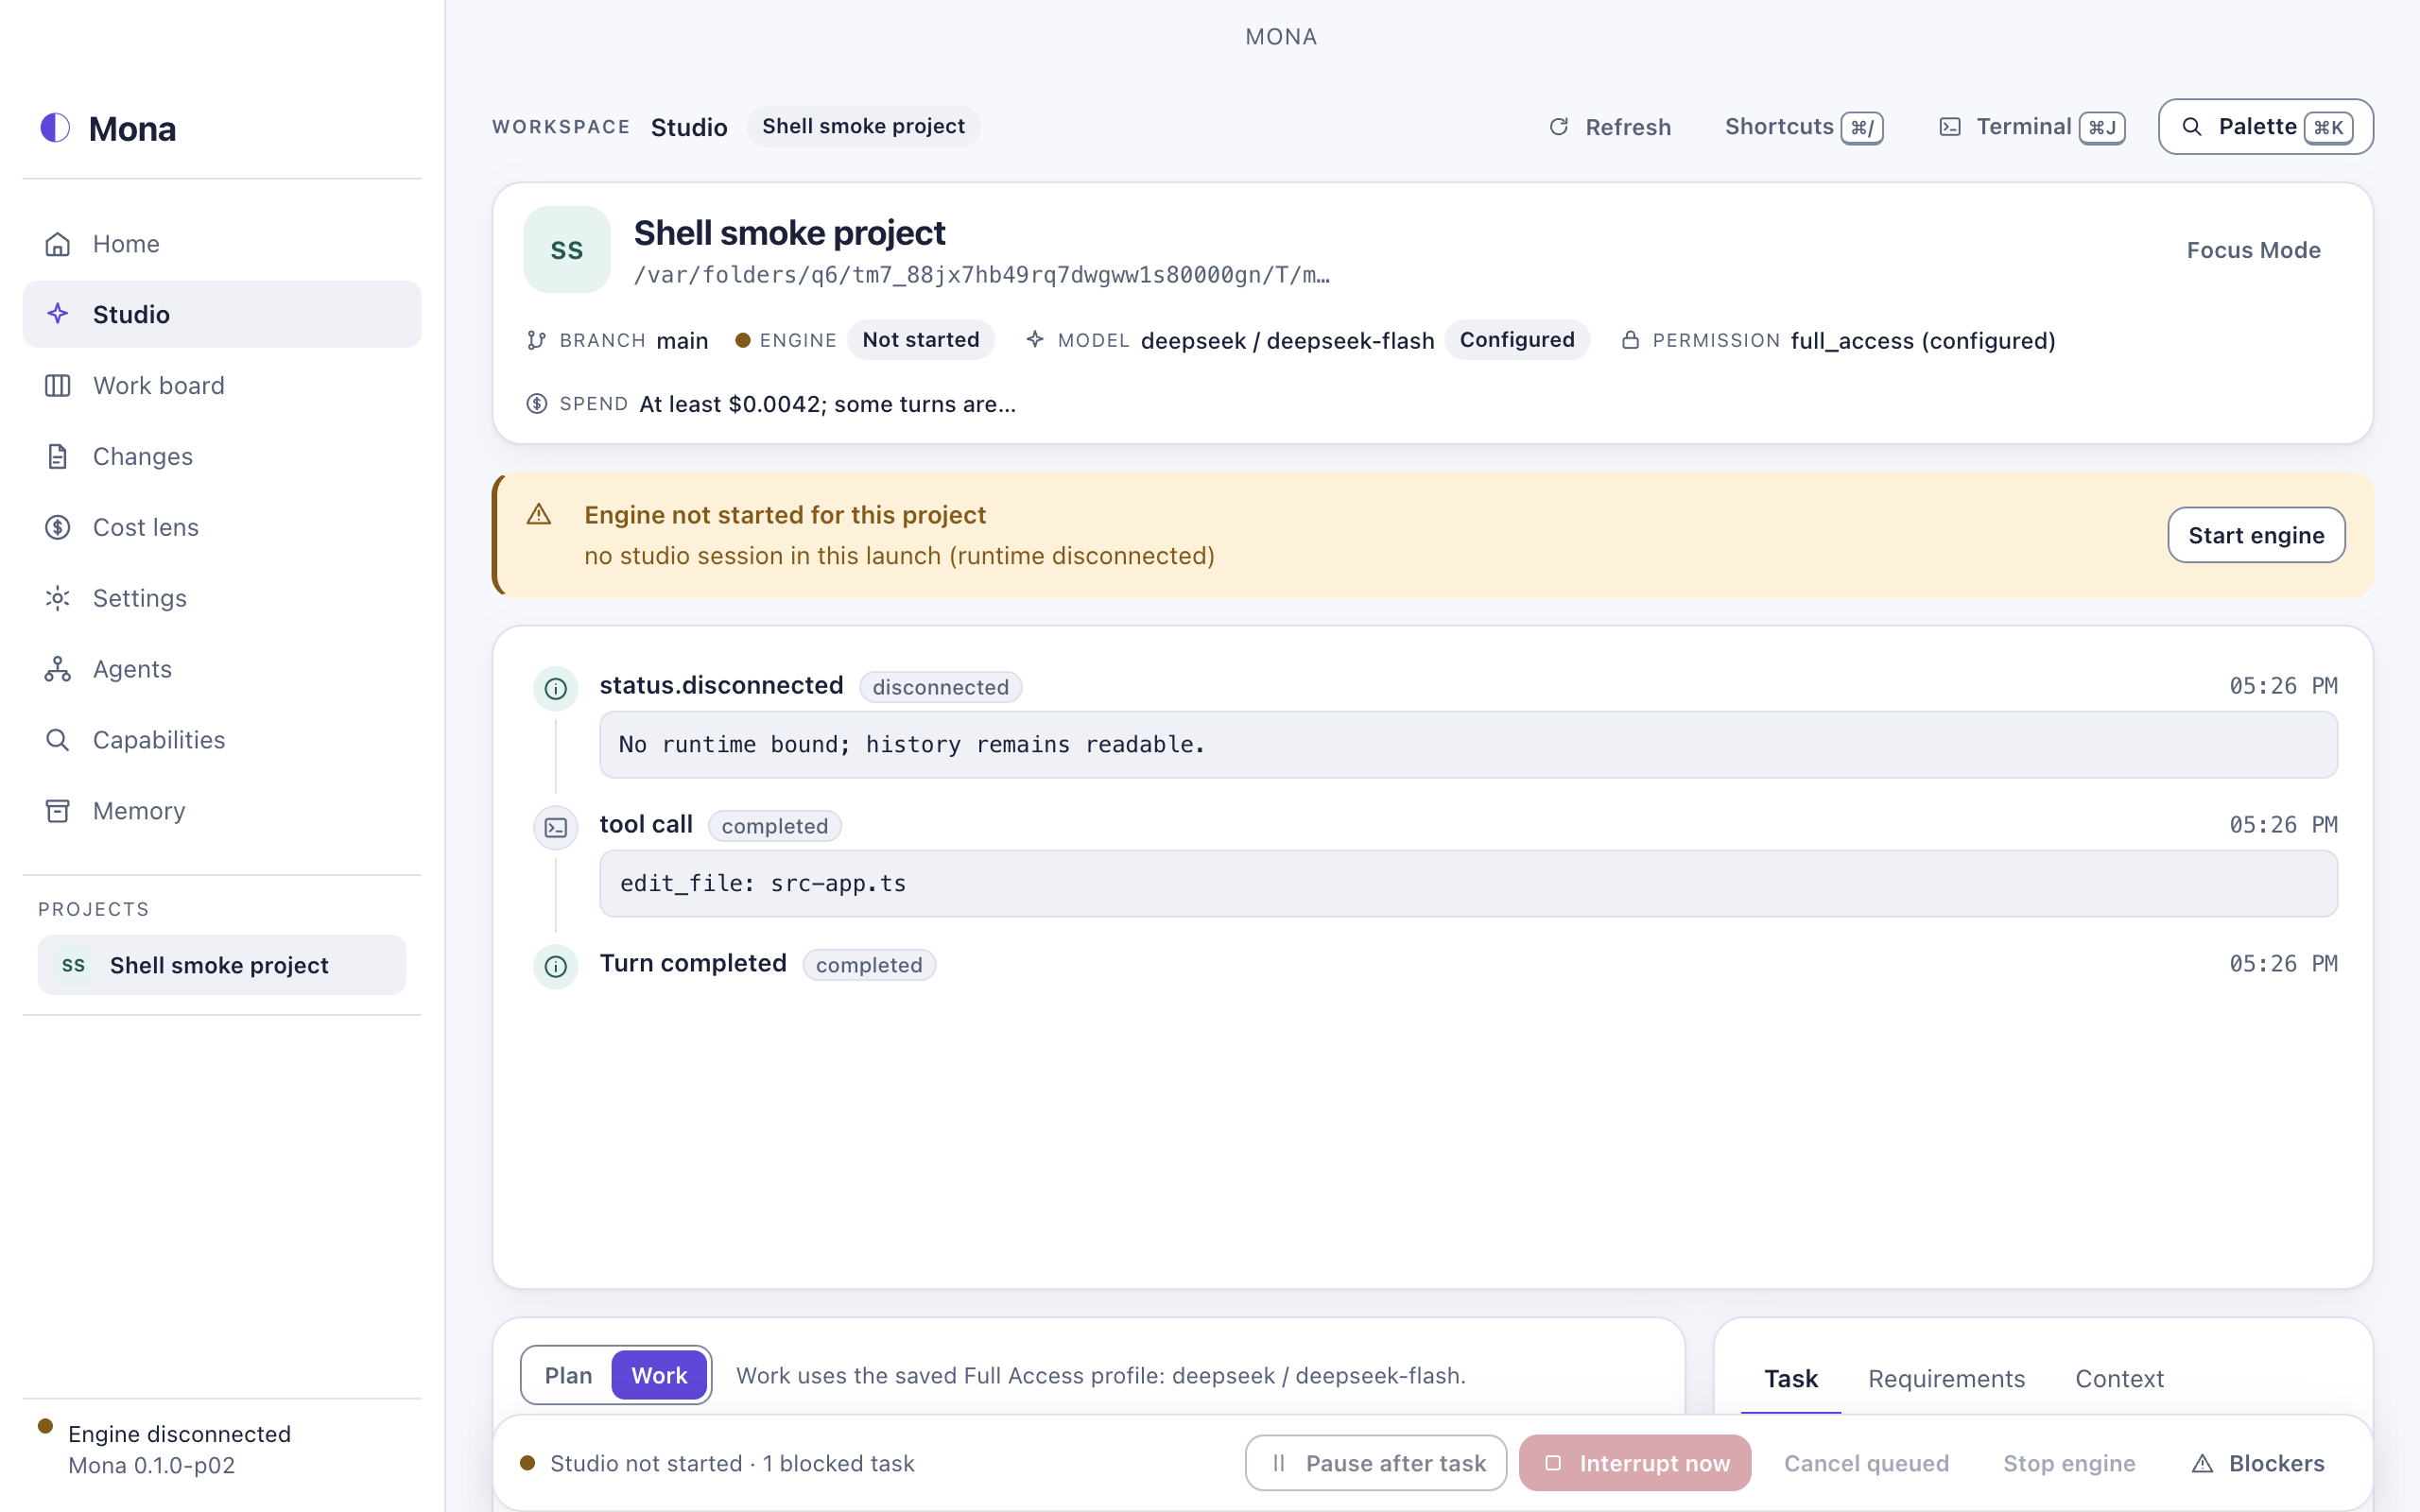 MONA
Mona
Home
Studio
Work board
Changes
Cost lens
Settings
Agents
Capabilities
Memory
PROJECTS
SS Shell smoke project
Engine disconnected
Mona 0.1.0-p02
WORKSPACE Studio Shell smoke project
Refresh Shortcuts ⌘/ Terminal ⌘J Palette ⌘K
SS
Shell smoke project
/var/folders/q6/tm7_88jx7hb49rq7dwgww1s80000gn/T/m…
Focus Mode
BRANCH main ENGINE Not started MODEL deepseek / deepseek-flash Configured PERMISSION full_access (configured)
SPEND At least $0.0042; some turns are…
Engine not started for this project
no studio session in this launch (runtime disconnected)
Start engine
status.disconnected disconnected 05:26 PM
No runtime bound; history remains readable.
tool call completed 05:26 PM
edit_file: src-app.ts
Turn completed completed 05:26 PM
Plan Work Work uses the saved Full Access profile: deepseek / deepseek-flash.
Task Requirements Context
Studio not started · 1 blocked task
Pause after task Interrupt now Cancel queued Stop engine Blockers